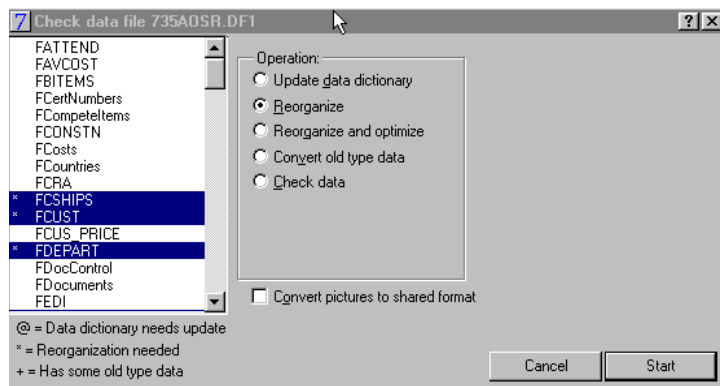 7 Check data file 735AOSR.DF1 ? x
FATTEND
FAVCOST
FBITEMS
FCertNumbers
FCompeteItems
FCONSTN
FCosts
FCountries
FCRA
* FCSHIPS
* FCUST
FCUS_PRICE
* FDEPART
FDocControl
FDocuments
FEDI
@ = Data dictionary needs update
* = Reorganization needed
+ = Has some old type data
Operation:
Update data dictionary
Reorganize
Reorganize and optimize
Convert old type data
Check data
Convert pictures to shared format
Cancel
Start